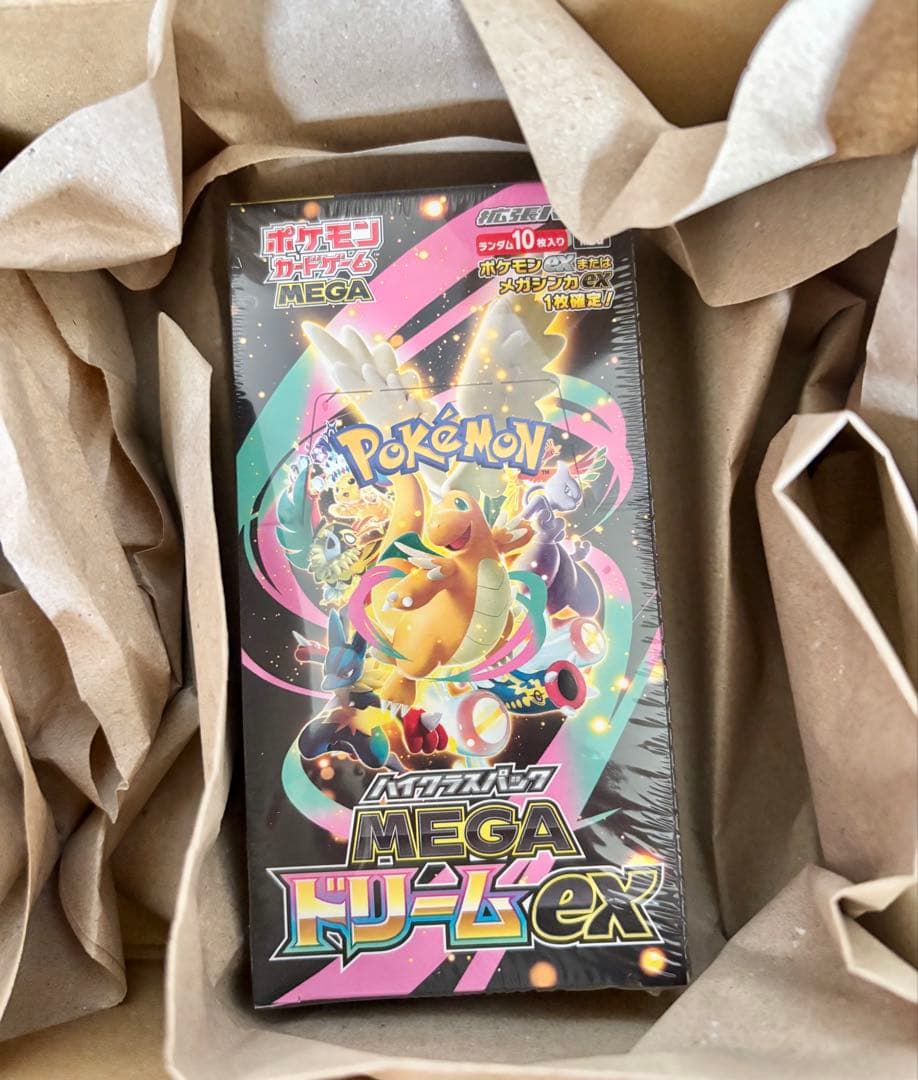 ポケモン
カードゲーム
MEGA
拡張パ
ランダム10枚入り
ポケモンexまたは
メガシンカex
1枚確定!
POKéMON
ハイクラスパック
MEGA
ドリームex